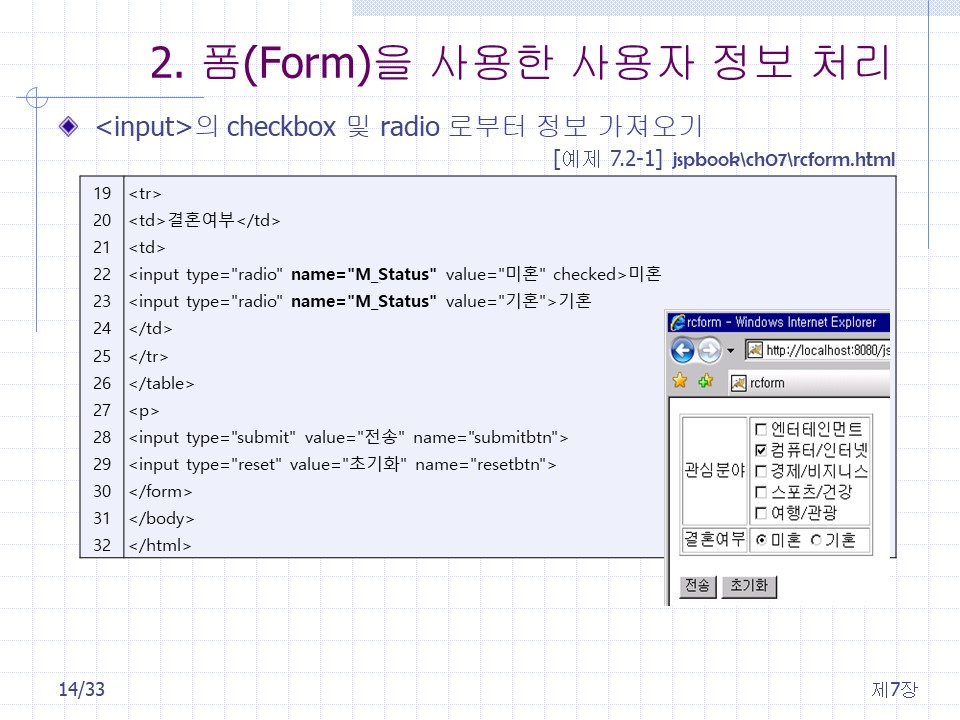 2. 폼(Form)을 사용한 사용자 정보 처리
<input>의 checkbox 및 radio 로부터 정보 가져오기
[예제 7.2-1] jspbook\ch07\rcform.html
19 <tr>
20 <td>결혼여부</td>
21 <td>
22 <input type="radio" name="M_Status" value="미혼" checked>미혼
23 <input type="radio" name="M_Status" value="기혼">기혼
24 </td>
25 </tr>
26 </table>
27 <p>
28 <input type="submit" value="전송" name="submitbtn">
29 <input type="reset" value="초기화" name="resetbtn">
30 </form>
31 </body>
32 </html>
rcform - Windows Internet Explorer
http://localhost:8080/js
rcform
엔터테인먼트
컴퓨터/인터넷
관심분야 경제/비지니스
스포츠/건강
여행/관광
결혼여부 미혼 기혼
전송 초기화
14/33 제7장